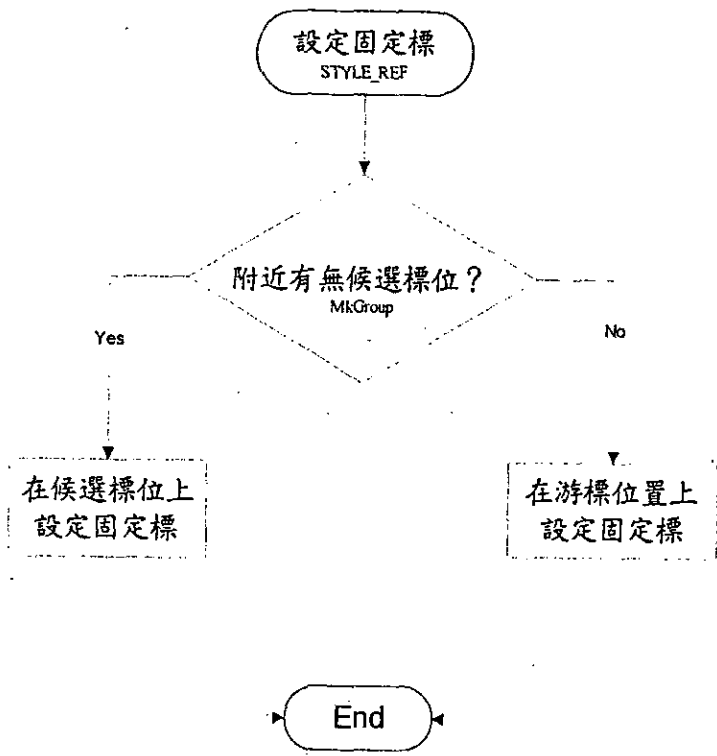 設定固定標
STYLE_REF
附近有無候選標位？
MkGroup
Yes
No
在候選標位上
設定固定標
在游標位置上
設定固定標
End